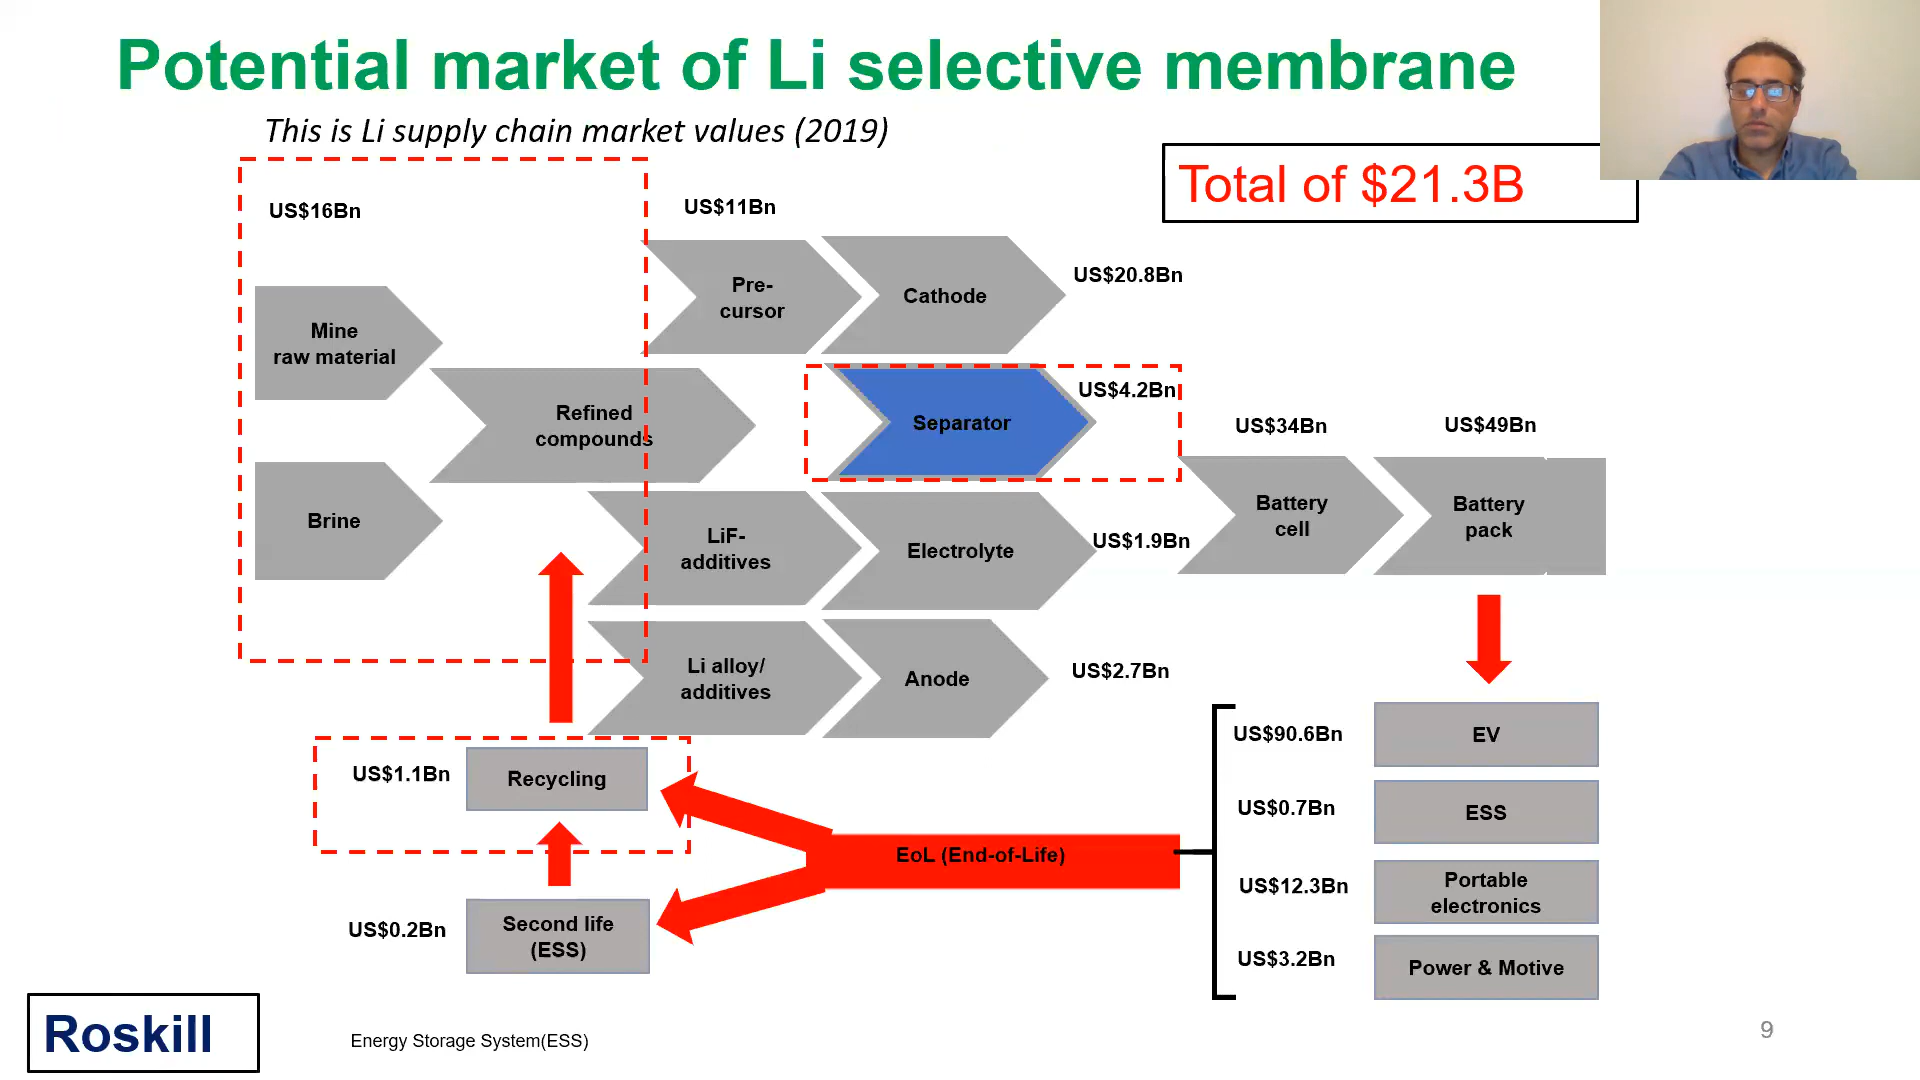 Potential market of Li selective membrane
This is Li supply chain market values (2019)
Total of $21.3B
US$16Bn
US$11Bn
Mine
raw material
Refined
compounds
Brine
Pre-
cursor
Cathode
US$20.8Bn
Separator
US$4.2Bn
LiF-
additives
Electrolyte
US$1.9Bn
Li alloy/
additives
Anode
US$2.7Bn
US$34Bn
Battery
cell
US$49Bn
Battery
pack
US$1.1Bn
Recycling
EoL (End-of-Life)
US$0.2Bn
Second life
(ESS)
US$90.6Bn
EV
US$0.7Bn
ESS
US$12.3Bn
Portable
electronics
US$3.2Bn
Power & Motive
Roskill
Energy Storage System(ESS)
9